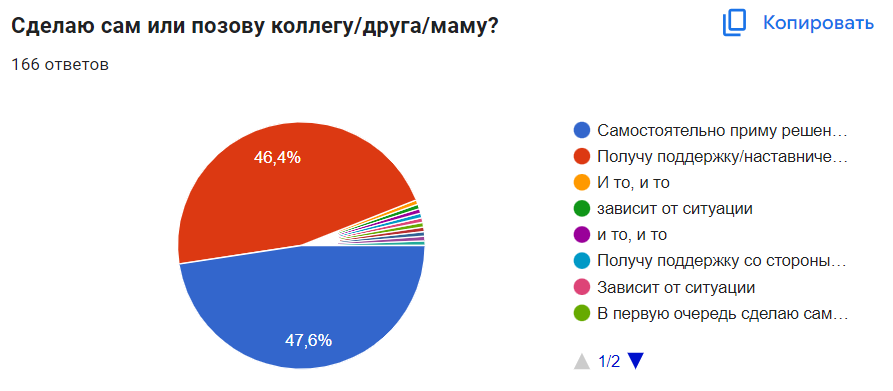 Сделаю сам или позову коллегу/друга/маму?
Копировать
166 ответов
46,4%
47,6%
Самостоятельно приму решен...
Получу поддержку/наставниче...
И то, и то
зависит от ситуации
и то, и то
Получу поддержку со стороны...
Зависит от ситуации
В первую очередь сделаю сам...
1/2